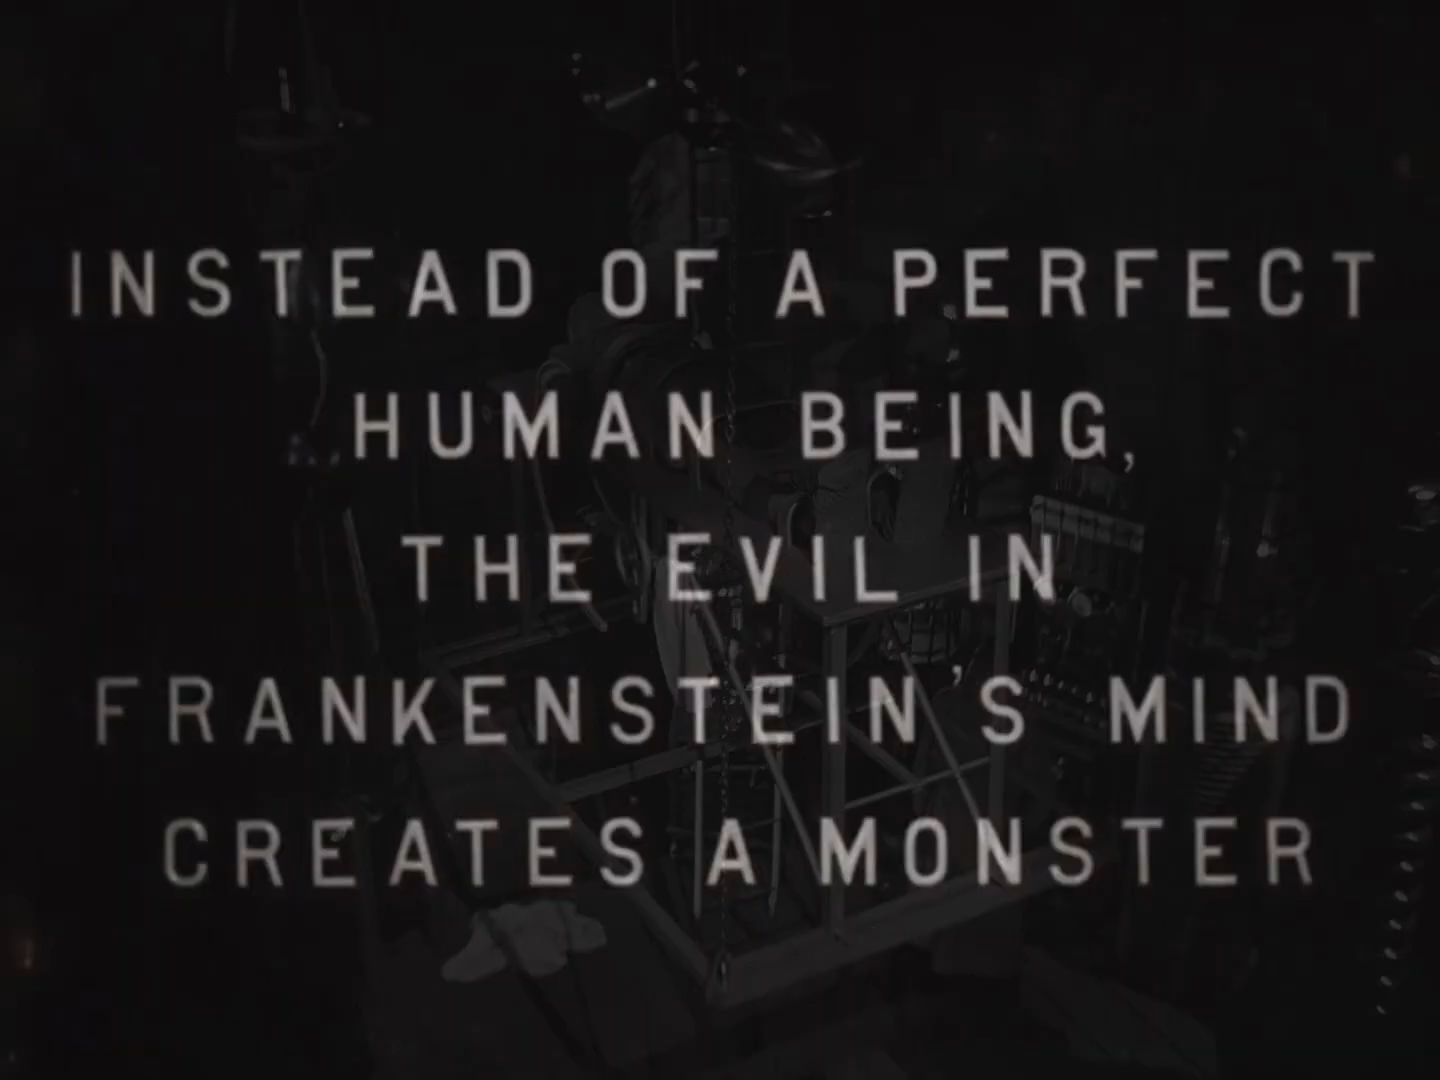 INSTEAD OF A PERFECT
HUMAN BEING,
THE EVIL IN
FRANKENSTEIN'S MIND
CREATES A MONSTER